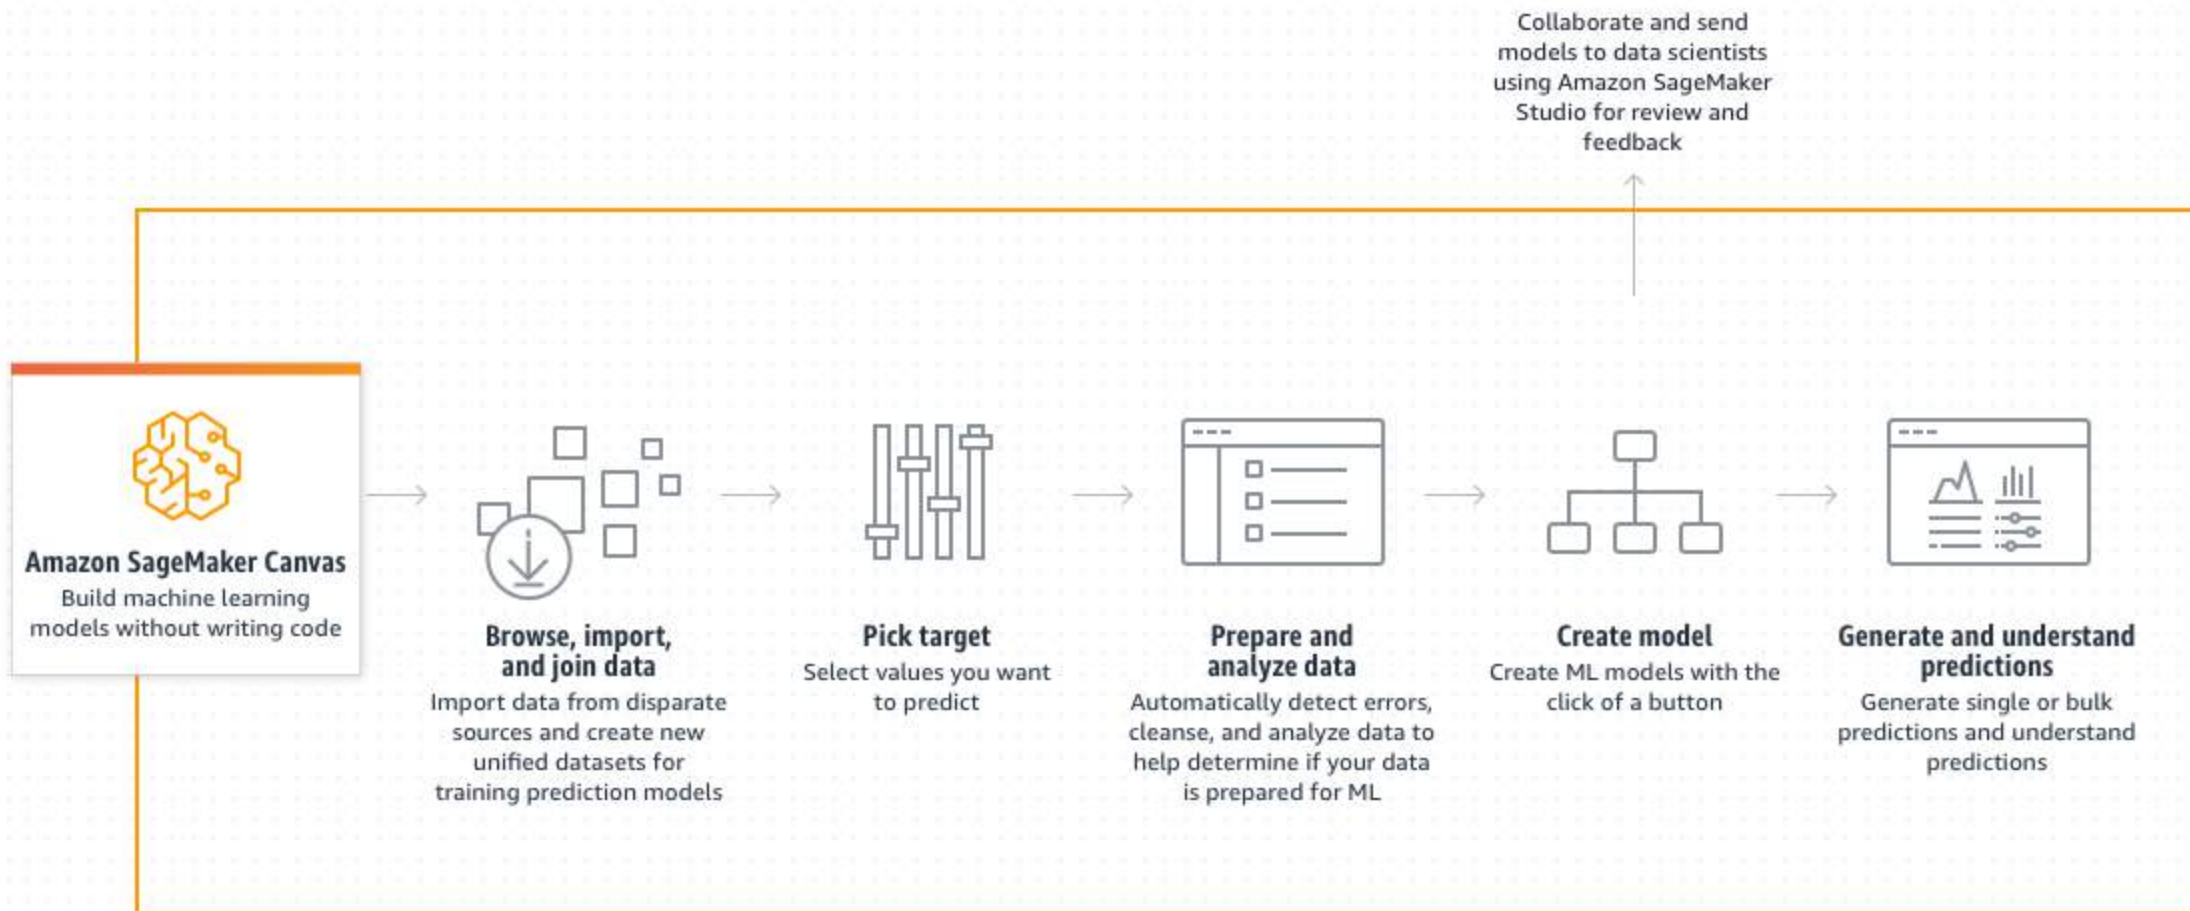 Collaborate and send
models to data scientists
using Amazon SageMaker
Studio for review and
feedback
Amazon SageMaker Canvas
Build machine learning
models without writing code
Browse, import,
and join data
Import data from disparate
sources and create new
unified datasets for
training prediction models
Pick target
Select values you want
to predict
Prepare and
analyze data
Automatically detect errors,
cleanse, and analyze data to
help determine if your data
is prepared for ML
Create model
Create ML models with the
click of a button
Generate and understand
predictions
Generate single or bulk
predictions and understand
predictions